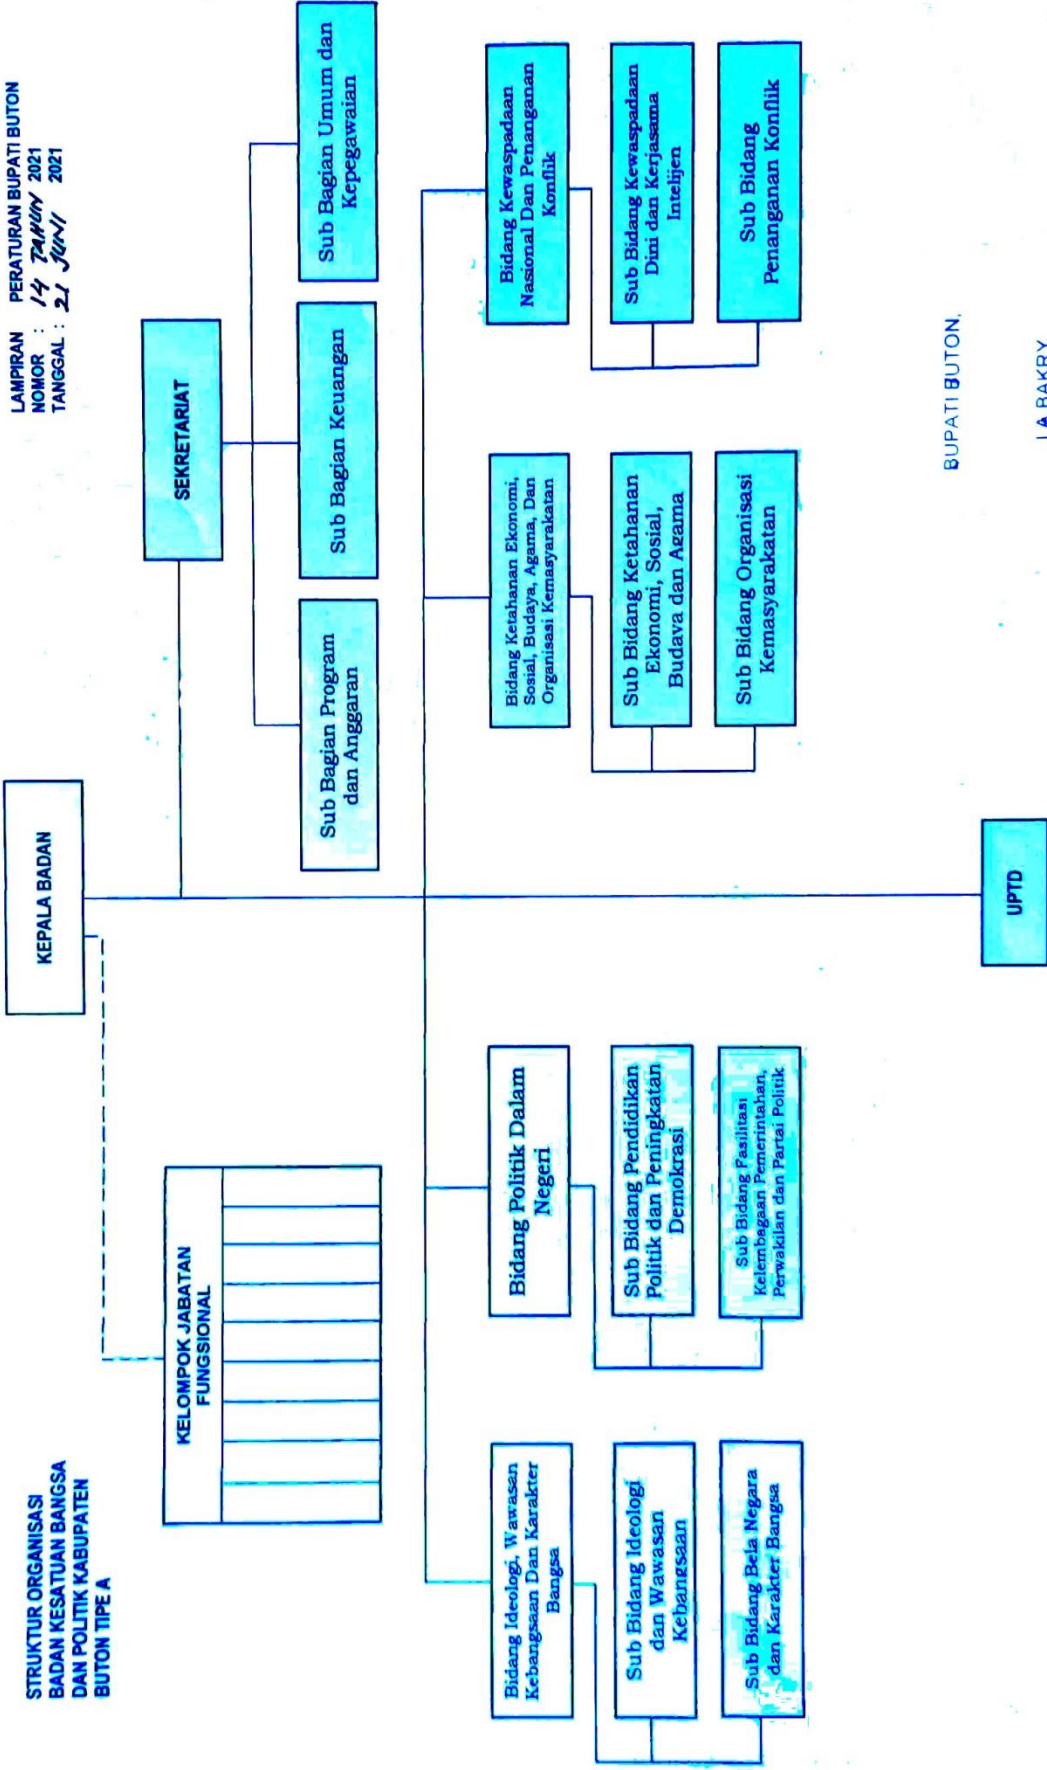 STRUKTUR ORGANISASI
BADAN KESATUAN BANGSA
DAN POLITIK KABUPATEN
BUTON TIPE A
LAMPIRAN PERATURAN BUPATI BUTON
NOMOR : 14 TAHUN 2021
TANGGAL : 21 JUNI 2021
KEPALA BADAN
KELOMPOK JABATAN
FUNGSIONAL
SEKRETARIAT
Sub Bagian Program
dan Anggaran
Sub Bagian Keuangan
Sub Bagian Umum dan
Kepegawaian
Bidang Ideologi, Wawasan
Kebangsaan Dan Karakter
Bangsa
Sub Bidang Ideologi
dan Wawasan
Kebangsaan
Sub Bidang Bela Negara
dan Karakter Bangsa
Bidang Politik Dalam
Negeri
Sub Bidang Pendidikan
Politik dan Peningkatan
Demokrasi
Sub Bidang Fasilitasi
Kelembagaan Pemerintahan,
Perwakilan dan Partai Politik
Bidang Ketahanan Ekonomi,
Sosial, Budaya, Agama, Dan
Organisasi Kemasyarakatan
Sub Bidang Ketahanan
Ekonomi, Sosial,
Budaya dan Agama
Sub Bidang Organisasi
Kemasyarakatan
Bidang Kewaspadaan
Nasional Dan Penanganan
Konflik
Sub Bidang Kewaspadaan
Dini dan Kerjasama
Intelijen
Sub Bidang
Penanganan Konflik
UPTD
BUPATI BUTON,
LA BAKRY